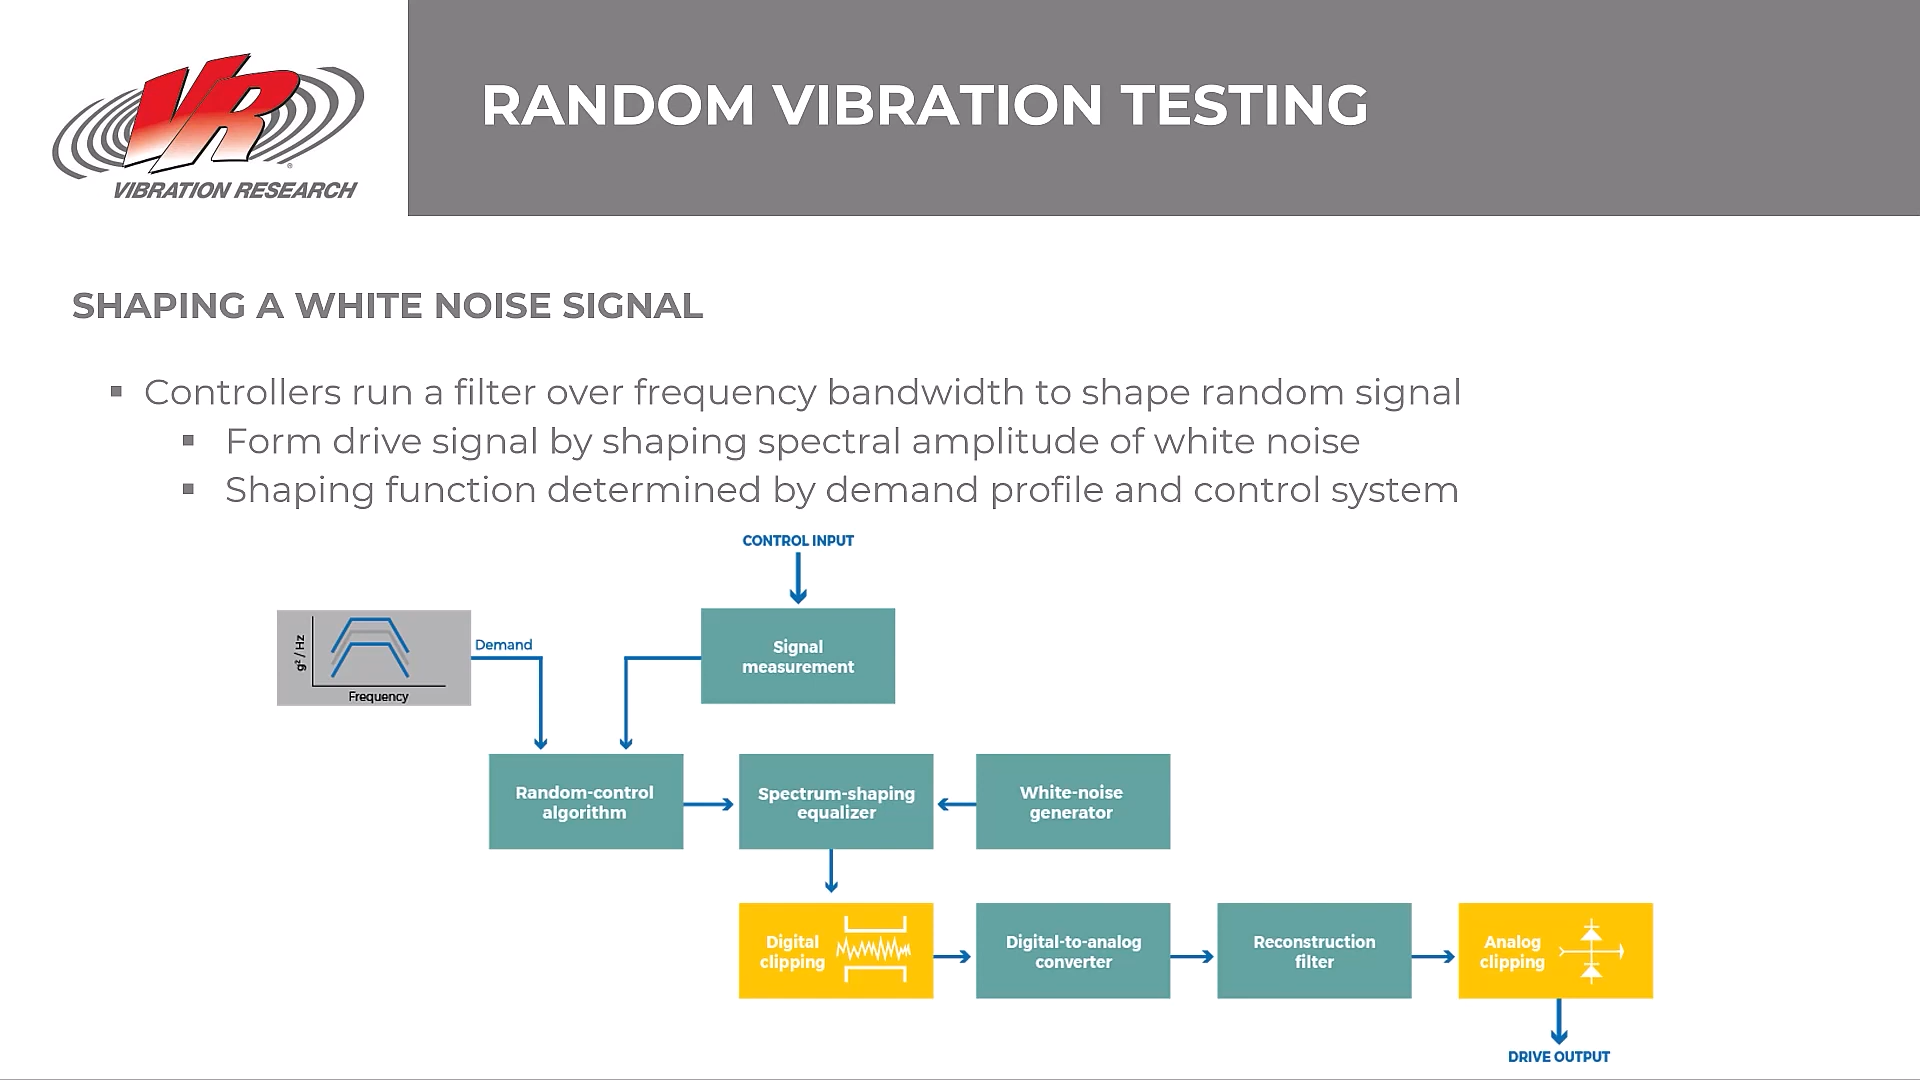 VR
VIBRATION RESEARCH
RANDOM VIBRATION TESTING
SHAPING A WHITE NOISE SIGNAL
▪ Controllers run a filter over frequency bandwidth to shape random signal
▪ Form drive signal by shaping spectral amplitude of white noise
▪ Shaping function determined by demand profile and control system
CONTROL INPUT
g² / Hz
Frequency
Demand
Signal
measurement
Random-control
algorithm
Spectrum-shaping
equalizer
White-noise
generator
Digital
clipping
Digital-to-analog
converter
Reconstruction
filter
Analog
clipping
DRIVE OUTPUT